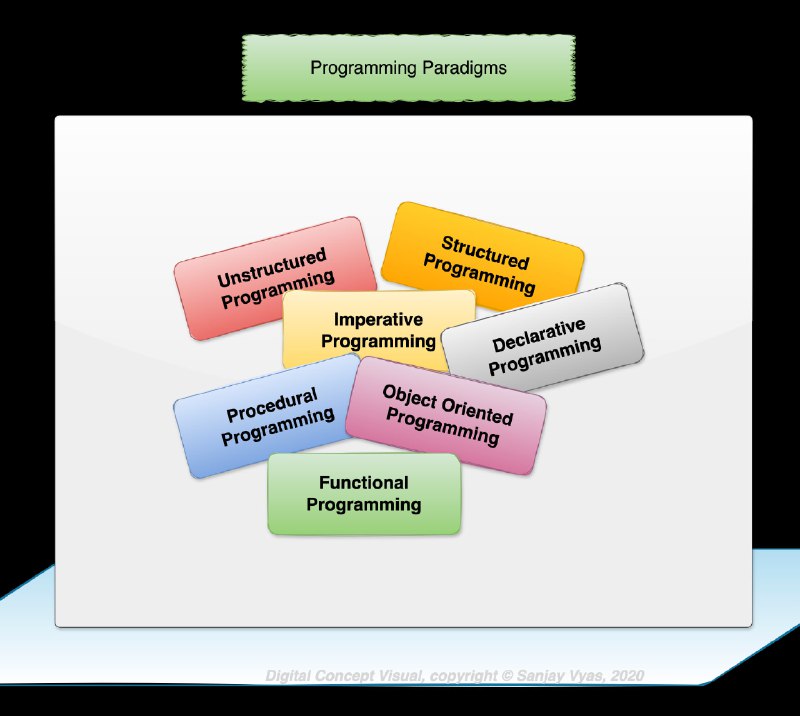 Programming Paradigms
Unstructured
Programming
Structured
Programming
Imperative
Programming
Declarative
Programming
Procedural
Programming
Object Oriented
Programming
Functional
Programming
Digital Concept Visual, copyright © Sanjay Vyas, 2020